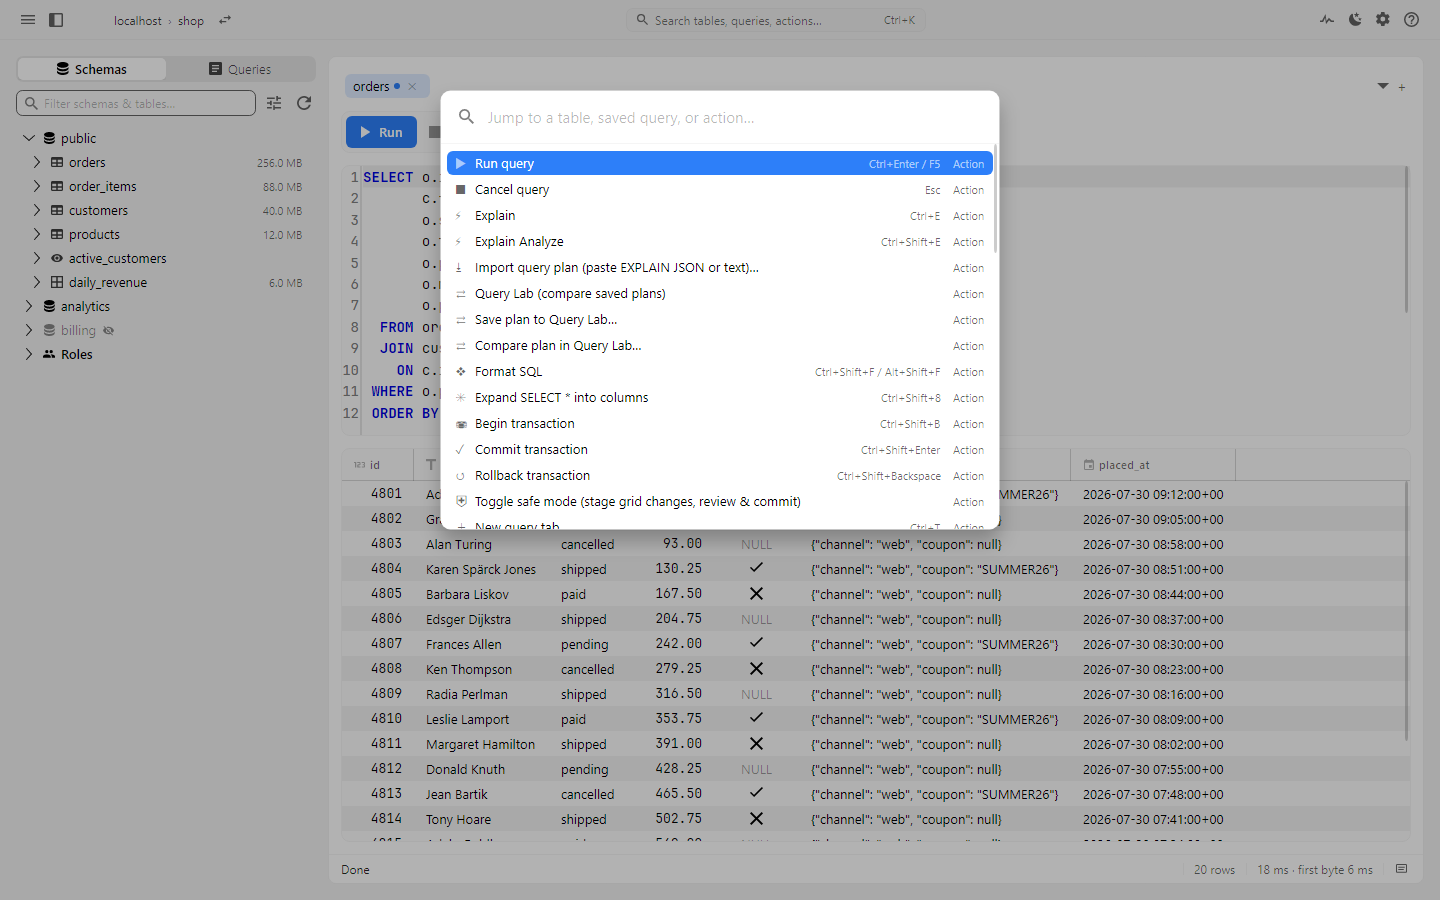 localhost › shop
Search tables, queries, actions... Ctrl+K
Schemas
Queries
Filter schemas & tables...
public
orders 256.0 MB
order_items 88.0 MB
customers 40.0 MB
products 12.0 MB
active_customers
daily_revenue 6.0 MB
analytics
billing
Roles
orders
Run
1 SELECT o.
2 c.
3 o.
4 o.
5 o.
6 o.
7 o.
8 FROM
9 JOIN
10 ON c.
11 WHERE o.
12 ORDER BY
Jump to a table, saved query, or action...
Run query Ctrl+Enter / F5 Action
Cancel query Esc Action
Explain Ctrl+E Action
Explain Analyze Ctrl+Shift+E Action
Import query plan (paste EXPLAIN JSON or text)... Action
Query Lab (compare saved plans) Action
Save plan to Query Lab... Action
Compare plan in Query Lab... Action
Format SQL Ctrl+Shift+F / Alt+Shift+F Action
Expand SELECT * into columns Ctrl+Shift+8 Action
Begin transaction Ctrl+Shift+B Action
Commit transaction Ctrl+Shift+Enter Action
Rollback transaction Ctrl+Shift+Backspace Action
Toggle safe mode (stage grid changes, review & commit) Action
New query tab Ctrl+T Action
123 id placed_at
4801 Ad MMER26"} 2026-07-30 09:12:00+00
4802 Gr 2026-07-30 09:05:00+00
4803 Alan Turing cancelled 93.00 NULL {"channel": "web", "coupon": null} 2026-07-30 08:58:00+00
4804 Karen Spärck Jones shipped 130.25 {"channel": "web", "coupon": "SUMMER26"} 2026-07-30 08:51:00+00
4805 Barbara Liskov paid 167.50 {"channel": "web", "coupon": null} 2026-07-30 08:44:00+00
4806 Edsger Dijkstra shipped 204.75 NULL {"channel": "web", "coupon": null} 2026-07-30 08:37:00+00
4807 Frances Allen pending 242.00 {"channel": "web", "coupon": "SUMMER26"} 2026-07-30 08:30:00+00
4808 Ken Thompson cancelled 279.25 {"channel": "web", "coupon": null} 2026-07-30 08:23:00+00
4809 Radia Perlman shipped 316.50 NULL {"channel": "web", "coupon": null} 2026-07-30 08:16:00+00
4810 Leslie Lamport paid 353.75 {"channel": "web", "coupon": "SUMMER26"} 2026-07-30 08:09:00+00
4811 Margaret Hamilton shipped 391.00 {"channel": "web", "coupon": null} 2026-07-30 08:02:00+00
4812 Donald Knuth pending 428.25 NULL {"channel": "web", "coupon": null} 2026-07-30 07:55:00+00
4813 Jean Bartik cancelled 465.50 {"channel": "web", "coupon": "SUMMER26"} 2026-07-30 07:48:00+00
4814 Tony Hoare shipped 502.75 {"channel": "web", "coupon": null} 2026-07-30 07:41:00+00
Done
20 rows 18 ms · first byte 6 ms